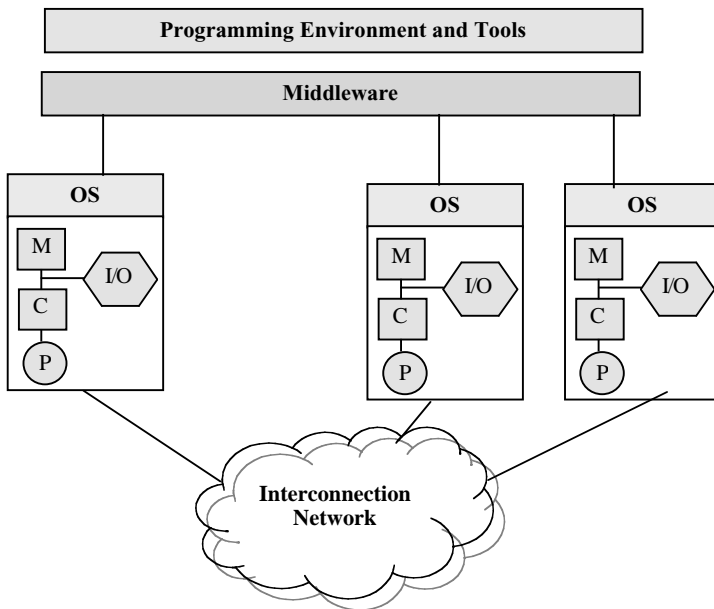 Programming Environment and Tools
Middleware
OS
M
I/O
C
P
OS
M
I/O
C
P
OS
M
I/O
C
P
Interconnection
Network